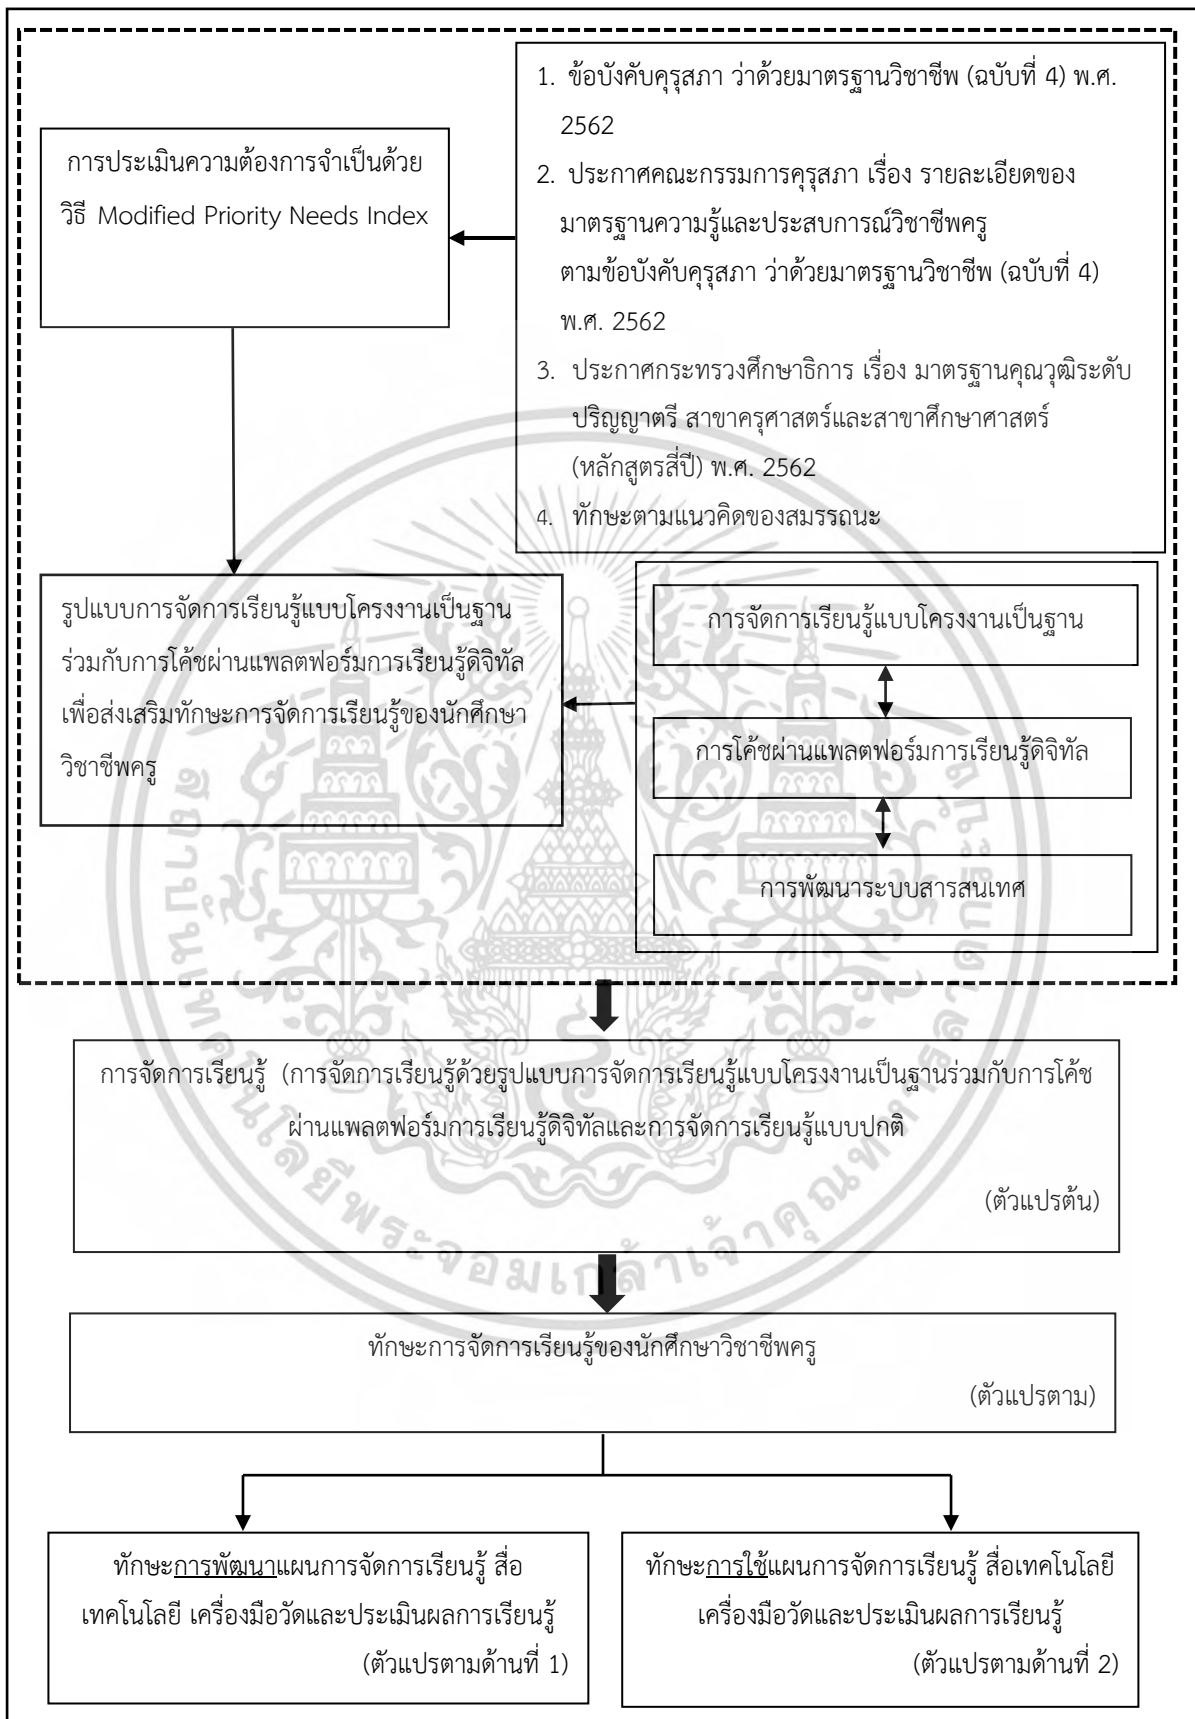 1. ข้อบังคับคุรุสภา ว่าด้วยมาตรฐานวิชาชีพ (ฉบับที่ 4) พ.ศ.
2562
2. ประกาศคณะกรรมการคุรุสภา เรื่อง รายละเอียดของ
มาตรฐานความรู้และประสบการณ์วิชาชีพครู
ตามข้อบังคับคุรุสภา ว่าด้วยมาตรฐานวิชาชีพ (ฉบับที่ 4)
พ.ศ. 2562
3. ประกาศกระทรวงศึกษาธิการ เรื่อง มาตรฐานคุณวุฒิระดับ
ปริญญาตรี สาขาครุศาสตร์และสาขาศึกษาศาสตร์
(หลักสูตรสี่ปี) พ.ศ. 2562
4. ทักษะตามแนวคิดของสมรรถนะ
การประเมินความต้องการจำเป็นด้วย
วิธี Modified Priority Needs Index
รูปแบบการจัดการเรียนรู้แบบโครงงานเป็นฐาน
ร่วมกับการโค้ชผ่านแพลตฟอร์มการเรียนรู้ดิจิทัล
เพื่อส่งเสริมทักษะการจัดการเรียนรู้ของนักศึกษา
วิชาชีพครู
การจัดการเรียนรู้แบบโครงงานเป็นฐาน
การโค้ชผ่านแพลตฟอร์มการเรียนรู้ดิจิทัล
การพัฒนาระบบสารสนเทศ
การจัดการเรียนรู้ (การจัดการเรียนรู้ด้วยรูปแบบการจัดการเรียนรู้แบบโครงงานเป็นฐานร่วมกับการโค้ช
ผ่านแพลตฟอร์มการเรียนรู้ดิจิทัลและการจัดการเรียนรู้แบบปกติ
(ตัวแปรต้น)
ทักษะการจัดการเรียนรู้ของนักศึกษาวิชาชีพครู
(ตัวแปรตาม)
ทักษะการพัฒนาแผนการจัดการเรียนรู้ สื่อ
เทคโนโลยี เครื่องมือวัดและประเมินผลการเรียนรู้
(ตัวแปรตามด้านที่ 1)
ทักษะการใช้แผนการจัดการเรียนรู้ สื่อเทคโนโลยี
เครื่องมือวัดและประเมินผลการเรียนรู้
(ตัวแปรตามด้านที่ 2)
สถาบันเทคโนโลยีพระจอมเกล้าเจ้าคุณทหารลาดกระบัง